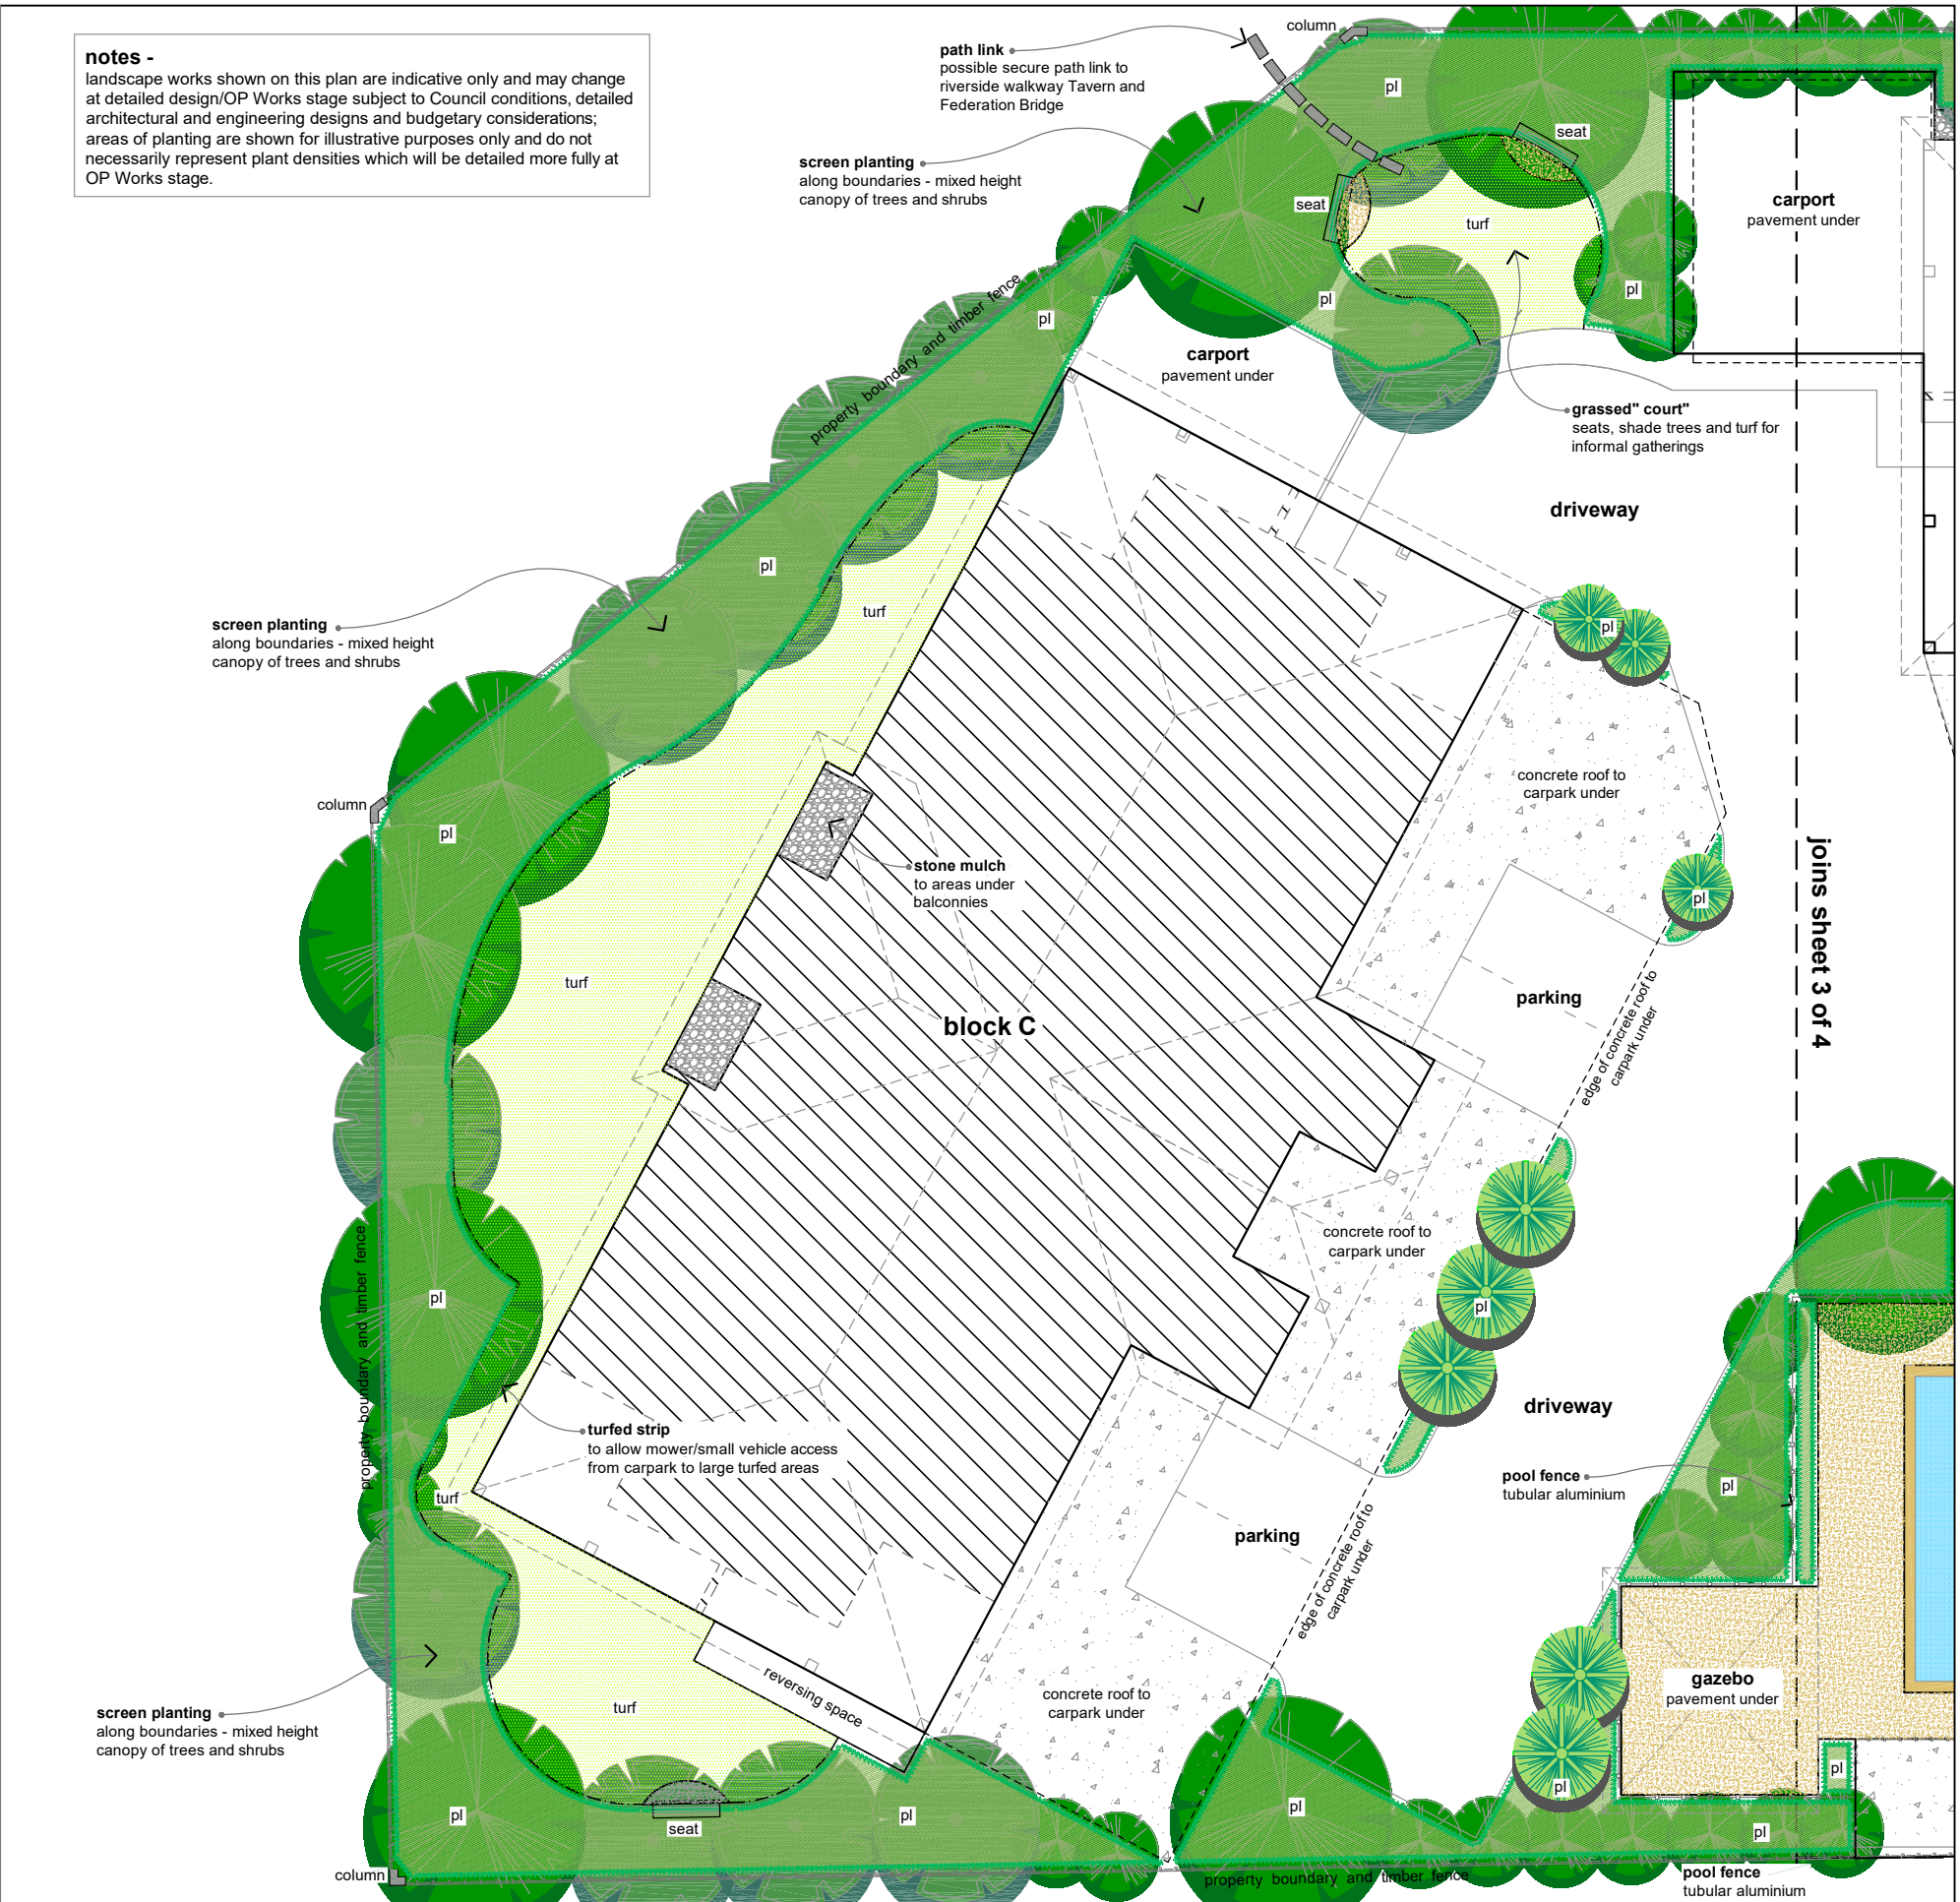 notes -
landscape works shown on this plan are indicative only and may change
at detailed design/OP Works stage subject to Council conditions, detailed
architectural and engineering designs and budgetary considerations;
areas of planting are shown for illustrative purposes only and do not
necessarily represent plant densities which will be detailed more fully at
OP Works stage.
column
path link
possible secure path link to
riverside walkway Tavern and
Federation Bridge
pl
seat
screen planting
along boundaries - mixed height
canopy of trees and shrubs
seat
turf
carport
pavement under
pl
pl
pl
property boundary and timber fence
carport
pavement under
grassed" court"
seats, shade trees and turf for
informal gatherings
driveway
pl
turf
screen planting
along boundaries - mixed height
canopy of trees and shrubs
pl
concrete roof to
carpark under
column
pl
stone mulch
to areas under
balconnies
pl
joins sheet 3 of 4
turf
block C
parking
edge of concrete roof to
carpark under
concrete roof to
carpark under
pl
pl
property boundary and timber fence
driveway
turfed strip
to allow mower/small vehicle access
from carpark to large turfed areas
pool fence
tubular aluminium
pl
turf
parking
edge of concrete roof to
carpark under
screen planting
along boundaries - mixed height
canopy of trees and shrubs
turf
reversing space
concrete roof to
carpark under
gazebo
pavement under
pl
pl
pl
pl
pl
seat
pl
column
property boundary and timber fence
pool fence
tubular aluminium